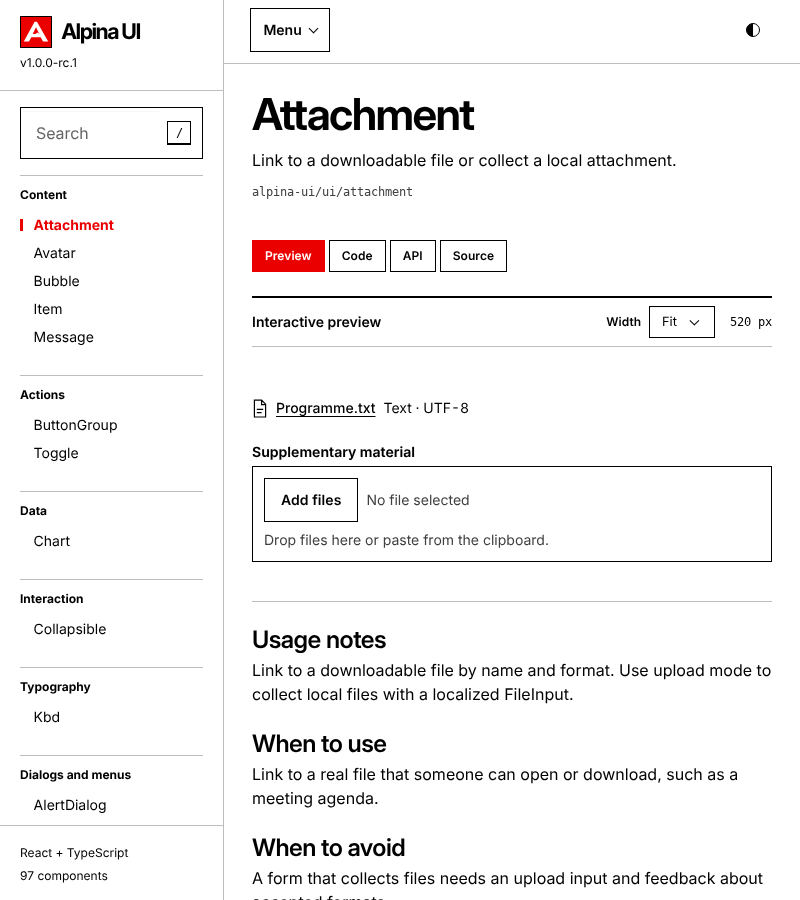 Alpina UI
v1.0.0-rc.1
Search /
Content
Attachment
Avatar
Bubble
Item
Message
Actions
ButtonGroup
Toggle
Data
Chart
Interaction
Collapsible
Typography
Kbd
Dialogs and menus
AlertDialog
React + TypeScript
97 components
Menu
Attachment
Link to a downloadable file or collect a local attachment.
alpina-ui/ui/attachment
Preview Code API Source
Interactive preview Width Fit 520 px
Programme.txt Text · UTF-8
Supplementary material
Add files No file selected
Drop files here or paste from the clipboard.
Usage notes
Link to a downloadable file by name and format. Use upload mode to
collect local files with a localized FileInput.
When to use
Link to a real file that someone can open or download, such as a
meeting agenda.
When to avoid
A form that collects files needs an upload input and feedback about
accepted formats.